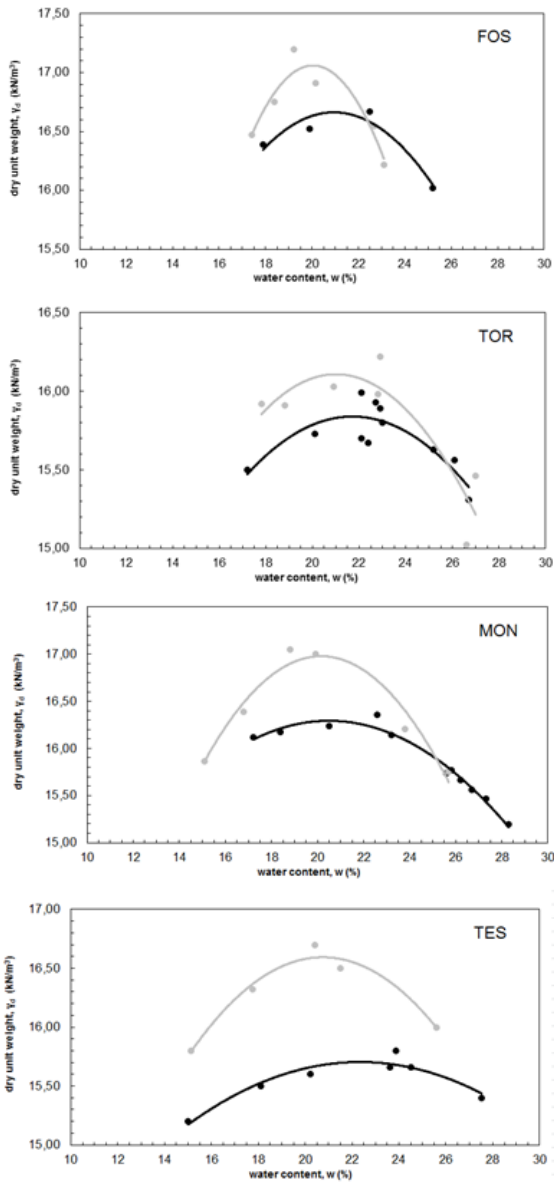 FOS
17,50
17,00
16,50
16,00
15,50
dry unit weight, γd (kN/m³)
10 12 14 16 18 20 22 24 26 28 30
water content, w (%)
TOR
16,50
16,00
15,50
15,00
dry unit weight, γd (kN/m³)
10 12 14 16 18 20 22 24 26 28 30
water content, w (%)
MON
17,50
17,00
16,50
16,00
15,50
15,00
dry unit weight, γd (kN/m³)
10 12 14 16 18 20 22 24 26 28 30
water content, w (%)
TES
17,00
16,50
16,00
15,50
15,00
dry unit weight, γd (kN/m³)
10 12 14 16 18 20 22 24 26 28 30
water content, w (%)